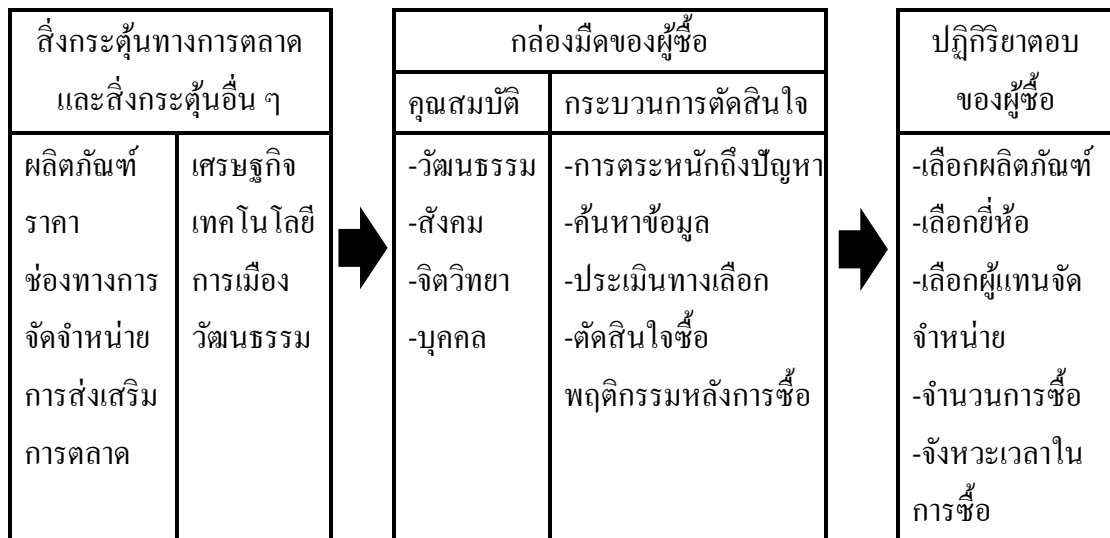 สิ่งกระตุ้นทางการตลาด
และสิ่งกระตุ้นอื่น ๆ
ผลิตภัณฑ์
ราคา
ช่องทางการ
จัดจำหน่าย
การส่งเสริม
การตลาด
เศรษฐกิจ
เทคโนโลยี
การเมือง
วัฒนธรรม
กล่องมืดของผู้ซื้อ
คุณสมบัติ
-วัฒนธรรม
-สังคม
-จิตวิทยา
-บุคคล
กระบวนการตัดสินใจ
-การตระหนักถึงปัญหา
-ค้นหาข้อมูล
-ประเมินทางเลือก
-ตัดสินใจซื้อ
พฤติกรรมหลังการซื้อ
ปฏิกิริยาตอบ
ของผู้ซื้อ
-เลือกผลิตภัณฑ์
-เลือกยี่ห้อ
-เลือกผู้แทนจัด
จำหน่าย
-จำนวนการซื้อ
-จังหวะเวลาใน
การซื้อ